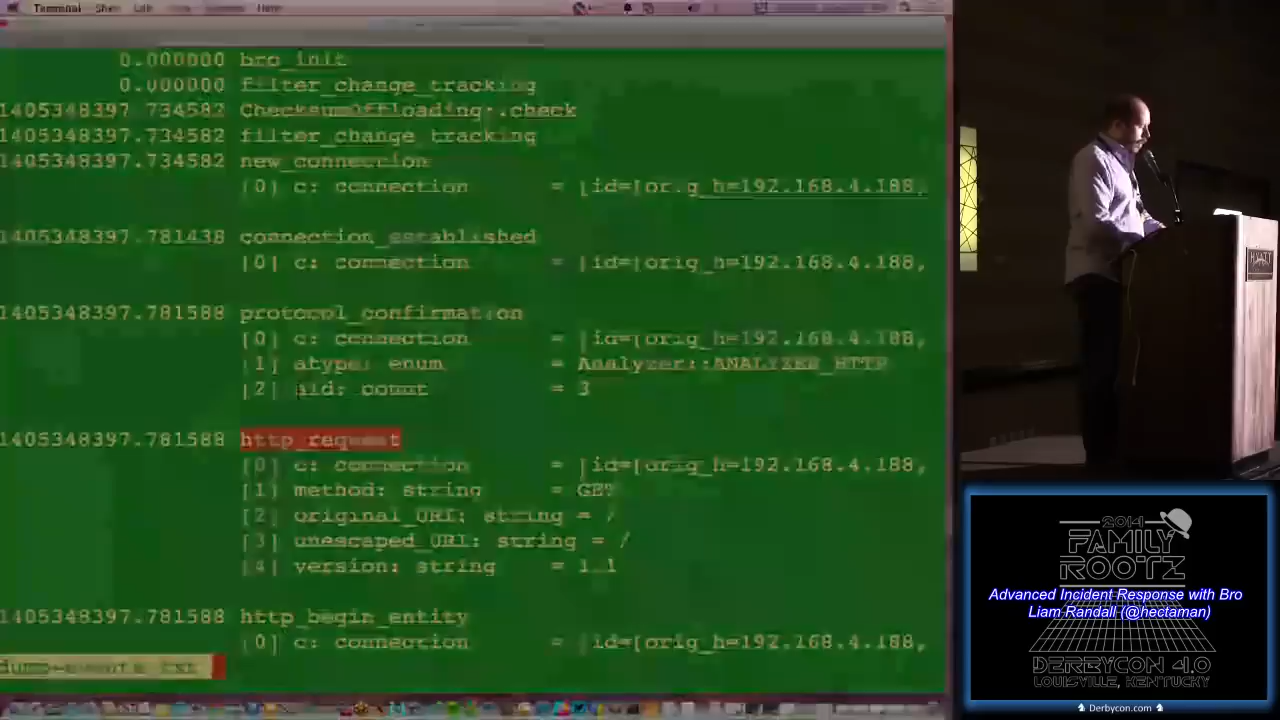 Terminal
Help
0.000000 bro_init
0.000000 filter_change_tracking
1405348397.734582 ChecksumOffloading::check
1405348397.734582 filter_change_tracking
1405348397.734582 new_connection
[0] c: connection = [id=[orig_h=192.168.4.188,
1405348397.781438 connection_established
[0] c: connection = [id=[orig_h=192.168.4.188,
1405348397.781588 protocol_confirmation
[0] c: connection = [id=[orig_h=192.168.4.188,
[1] atype: enum = Analyzer::ANALYZER_HTTP
[2] aid: count = 3
1405348397.781588 http_request
[0] c: connection = [id=[orig_h=192.168.4.188,
[1] method: string = GET
[2] original_URI: string = /
[3] unescaped_URI: string = /
[4] version: string = 1.1
1405348397.781588 http_begin_entity
[0] c: connection = [id=[orig_h=192.168.4.188,
HYATT
2014
FAMILY
ROOTZ
Advanced Incident Response with Bro
Liam Randall (@hectaman)
DERBYCON 4.0
LOUISVILLE, KENTUCKY
Derbycon.com